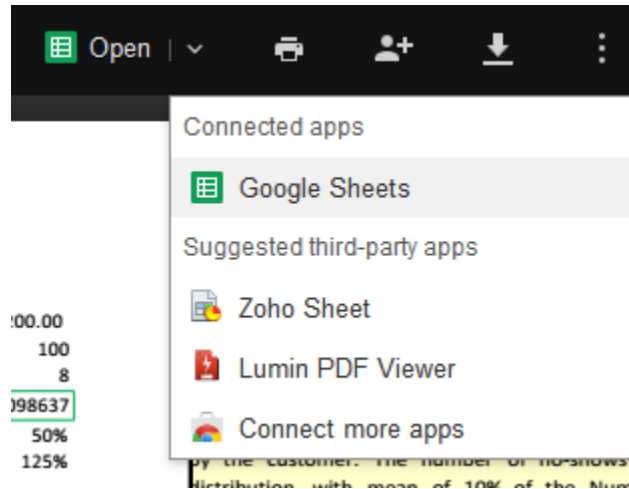 Open
Connected apps
Google Sheets
Suggested third-party apps
Zoho Sheet
00.00
100
Lumin PDF Viewer
8
098637
Connect more apps
50%
by the customer. The number of no-shows
125%
distribution, with mean of 10% of the Num